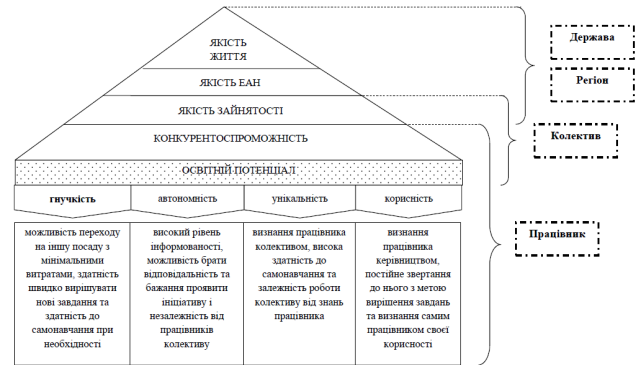 ЯКІСТЬ
ЖИТТЯ
ЯКІСТЬ ЕАН
ЯКІСТЬ ЗАЙНЯТОСТІ
КОНКУРЕНТОСПРОМОЖНІСТЬ
ОСВІТНІЙ ПОТЕНЦІАЛ
Держава
Регіон
Колектив
Працівник
гнучкість
автономність
унікальність
корисність
можливість переходу
на іншу посаду з
мінімальними
витратами, здатність
швидко вирішувати
нові завдання та
здатність до
самонавчання при
необхідності
високий рівень
інформованості,
можливість брати
відповідальність та
бажання проявити
ініціативу і
незалежність від
працівників
колективу
визнання працівника
колективом, висока
здатність до
самонавчання та
залежність роботи
колективу від знань
працівника
визнання
працівника
керівництвом,
постійне звертання
до нього з метою
вирішення завдань
та визнання самим
працівником своєї
корисності